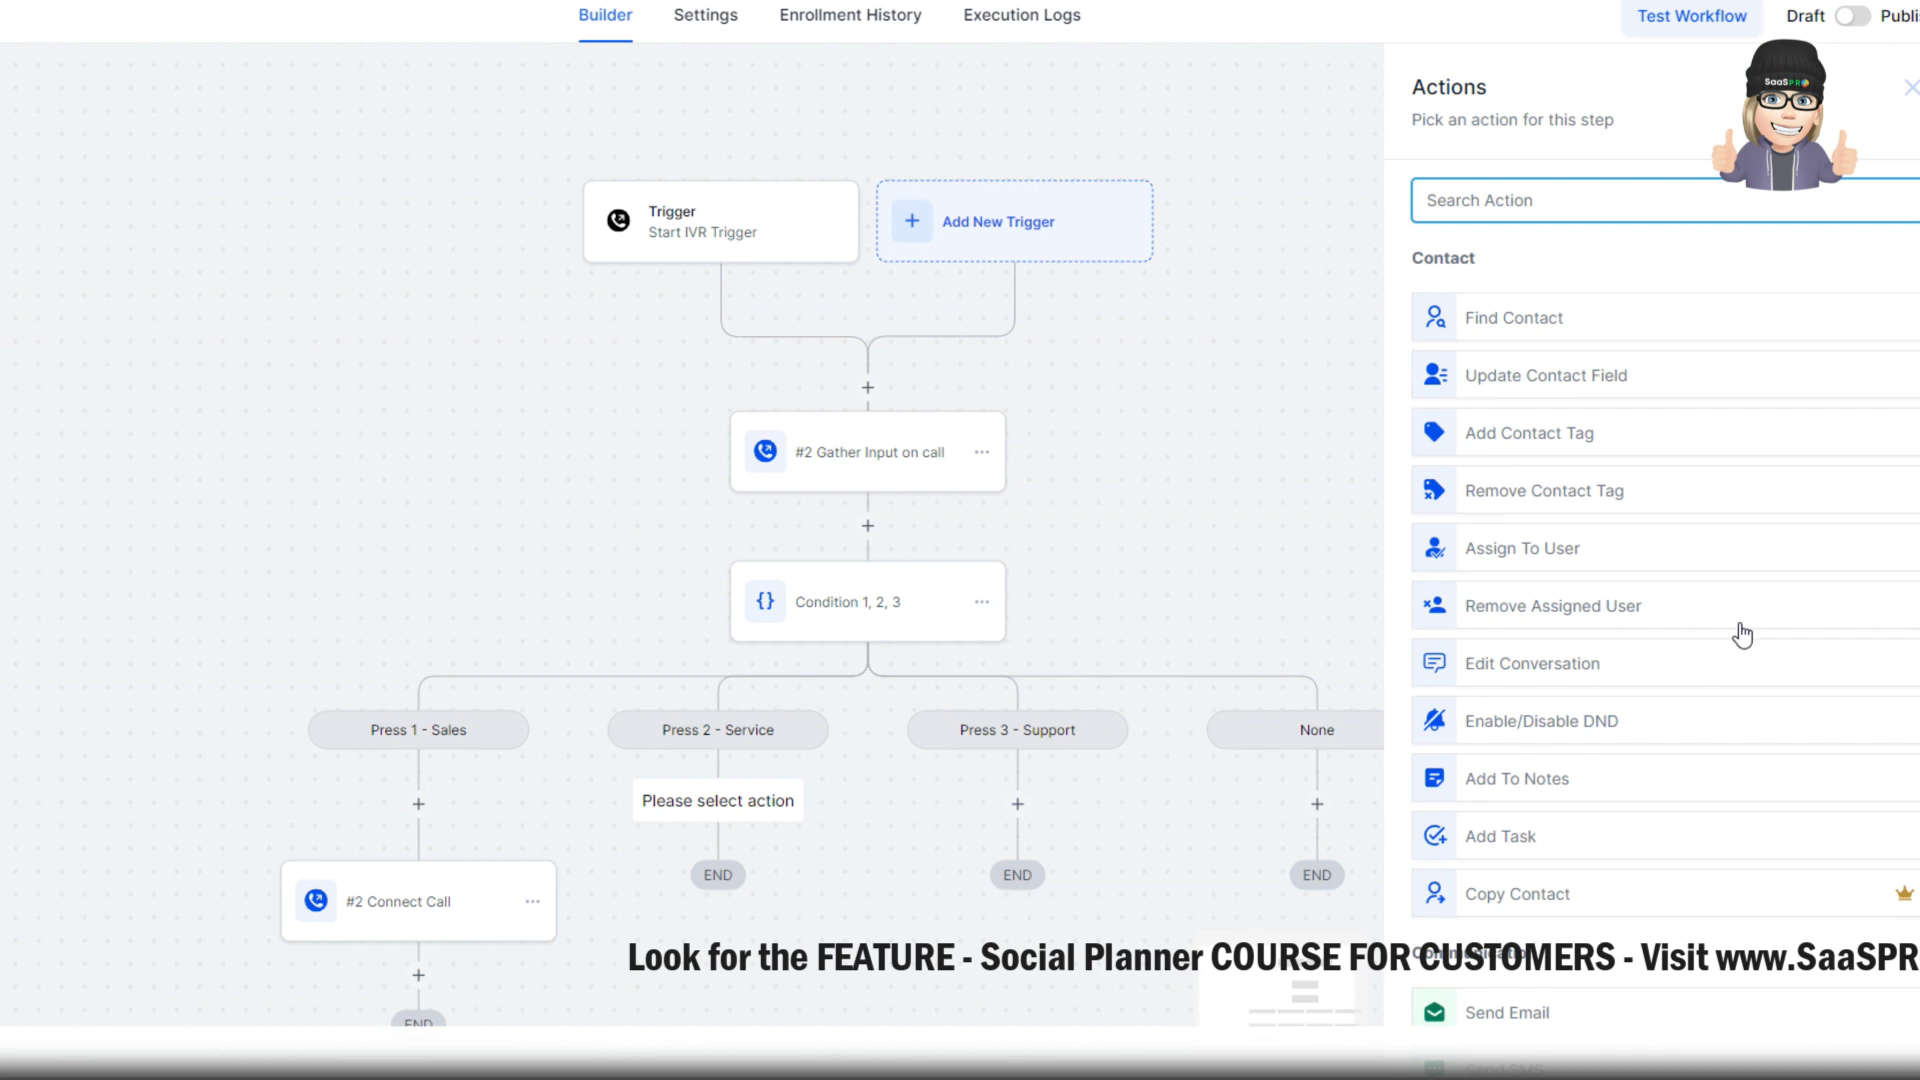 Builder
Settings
Enrollment History
Execution Logs
Test Workflow
Draft
Publi
SaaSPRO
Actions
Pick an action for this step
Search Action
Trigger
Start IVR Trigger
Add New Trigger
Contact
Find Contact
Update Contact Field
Add Contact Tag
#2 Gather Input on call
Remove Contact Tag
Assign To User
Condition 1, 2, 3
Remove Assigned User
Edit Conversation
Press 1 - Sales
Press 2 - Service
Press 3 - Support
None
Enable/Disable DND
Please select action
Add To Notes
Add Task
END
END
END
#2 Connect Call
Copy Contact
Look for the FEATURE - Social Planner COURSE FOR CUSTOMERS - Visit www.SaaSPR
END
Send Email
Send SMS